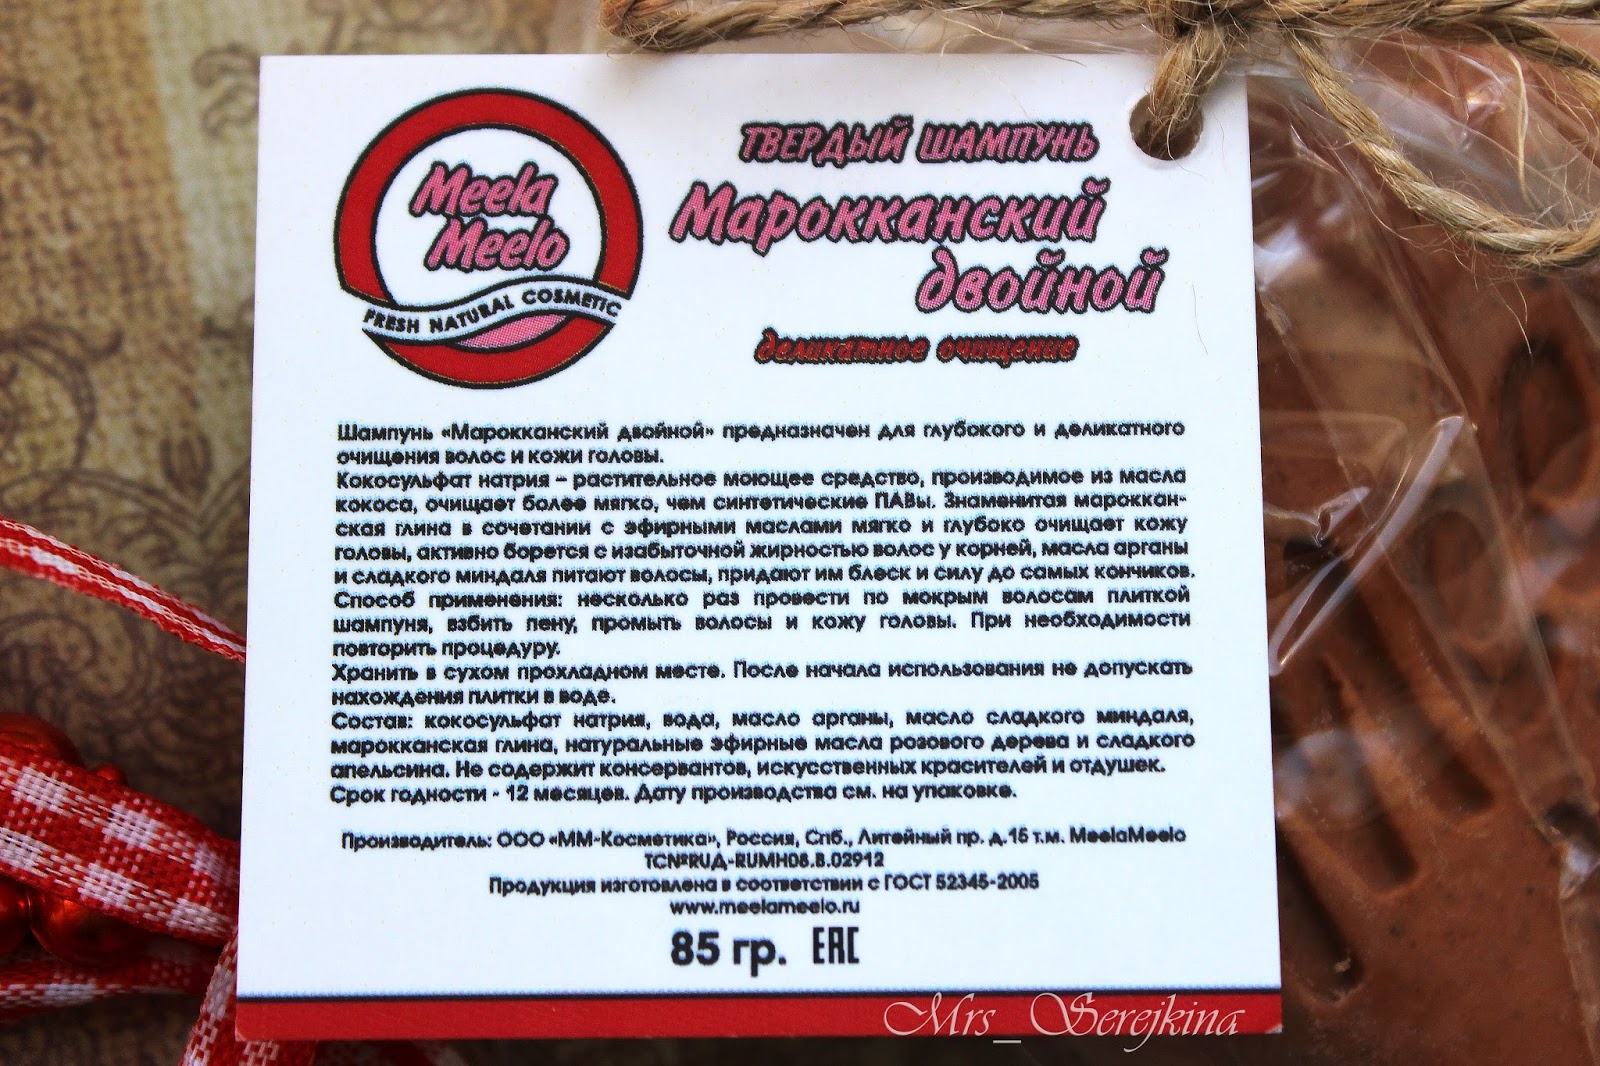 Meela
Meelo
FRESH NATURAL COSMETIC
ТВЕРДЫЙ ШАМПУНЬ
Марокканский
двойной
деликатное очищение
Шампунь «Марокканский двойной» предназначен для глубокого и деликатного
очищения волос и кожи головы.
Кокосульфат натрия – растительное моющее средство, производимое из масла
кокоса, очищает более мягко, чем синтетические ПАВы. Знаменитая мароккан-
ская глина в сочетании с эфирными маслами мягко и глубоко очищает кожу
головы, активно борется с изабыточной жирностью волос у корней, масла арганы
и сладкого миндаля питают волосы, придают им блеск и силу до самых кончиков.
Способ применения: несколько раз провести по мокрым волосам плиткой
шампуня, взбить пену, промыть волосы и кожу головы. При необходимости
повторить процедуру.
Хранить в сухом прохладном месте. После начала использования не допускать
нахождения плитки в воде.
Состав: кокосульфат натрия, вода, масло арганы, масло сладкого миндаля,
марокканская глина, натуральные эфирные масла розового дерева и сладкого
апельсина. Не содержит консервантов, искусственных красителей и отдушек.
Срок годности - 12 месяцев. Дату производства см. на упаковке.
Производитель: ООО «ММ-Косметика», Россия, Спб., Литейный пр. д.15 т.м. MeelaMeelo
TCN°RUД-RUMH08.B.02912
Продукция изготовлена в соответствии с ГОСТ 52345-2005
www.meelameelo.ru
85 гр. EAC
Mrs_Serejkina